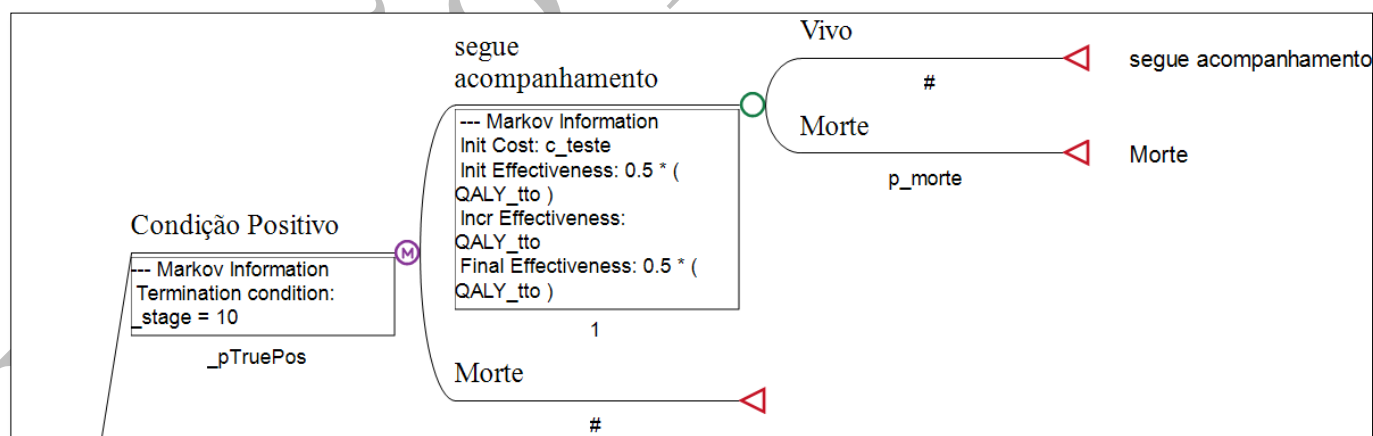 Vivo
#
segue acompanhamento
segue
acompanhamento
--- Markov Information
Init Cost: c_teste
Init Effectiveness: 0.5 * (
QALY_tto )
Incr Effectiveness:
QALY_tto
Final Effectiveness: 0.5 * (
QALY_tto )
1
Morte
p_morte
Morte
Condição Positivo
--- Markov Information
Termination condition:
_stage = 10
_pTruePos
Morte
#